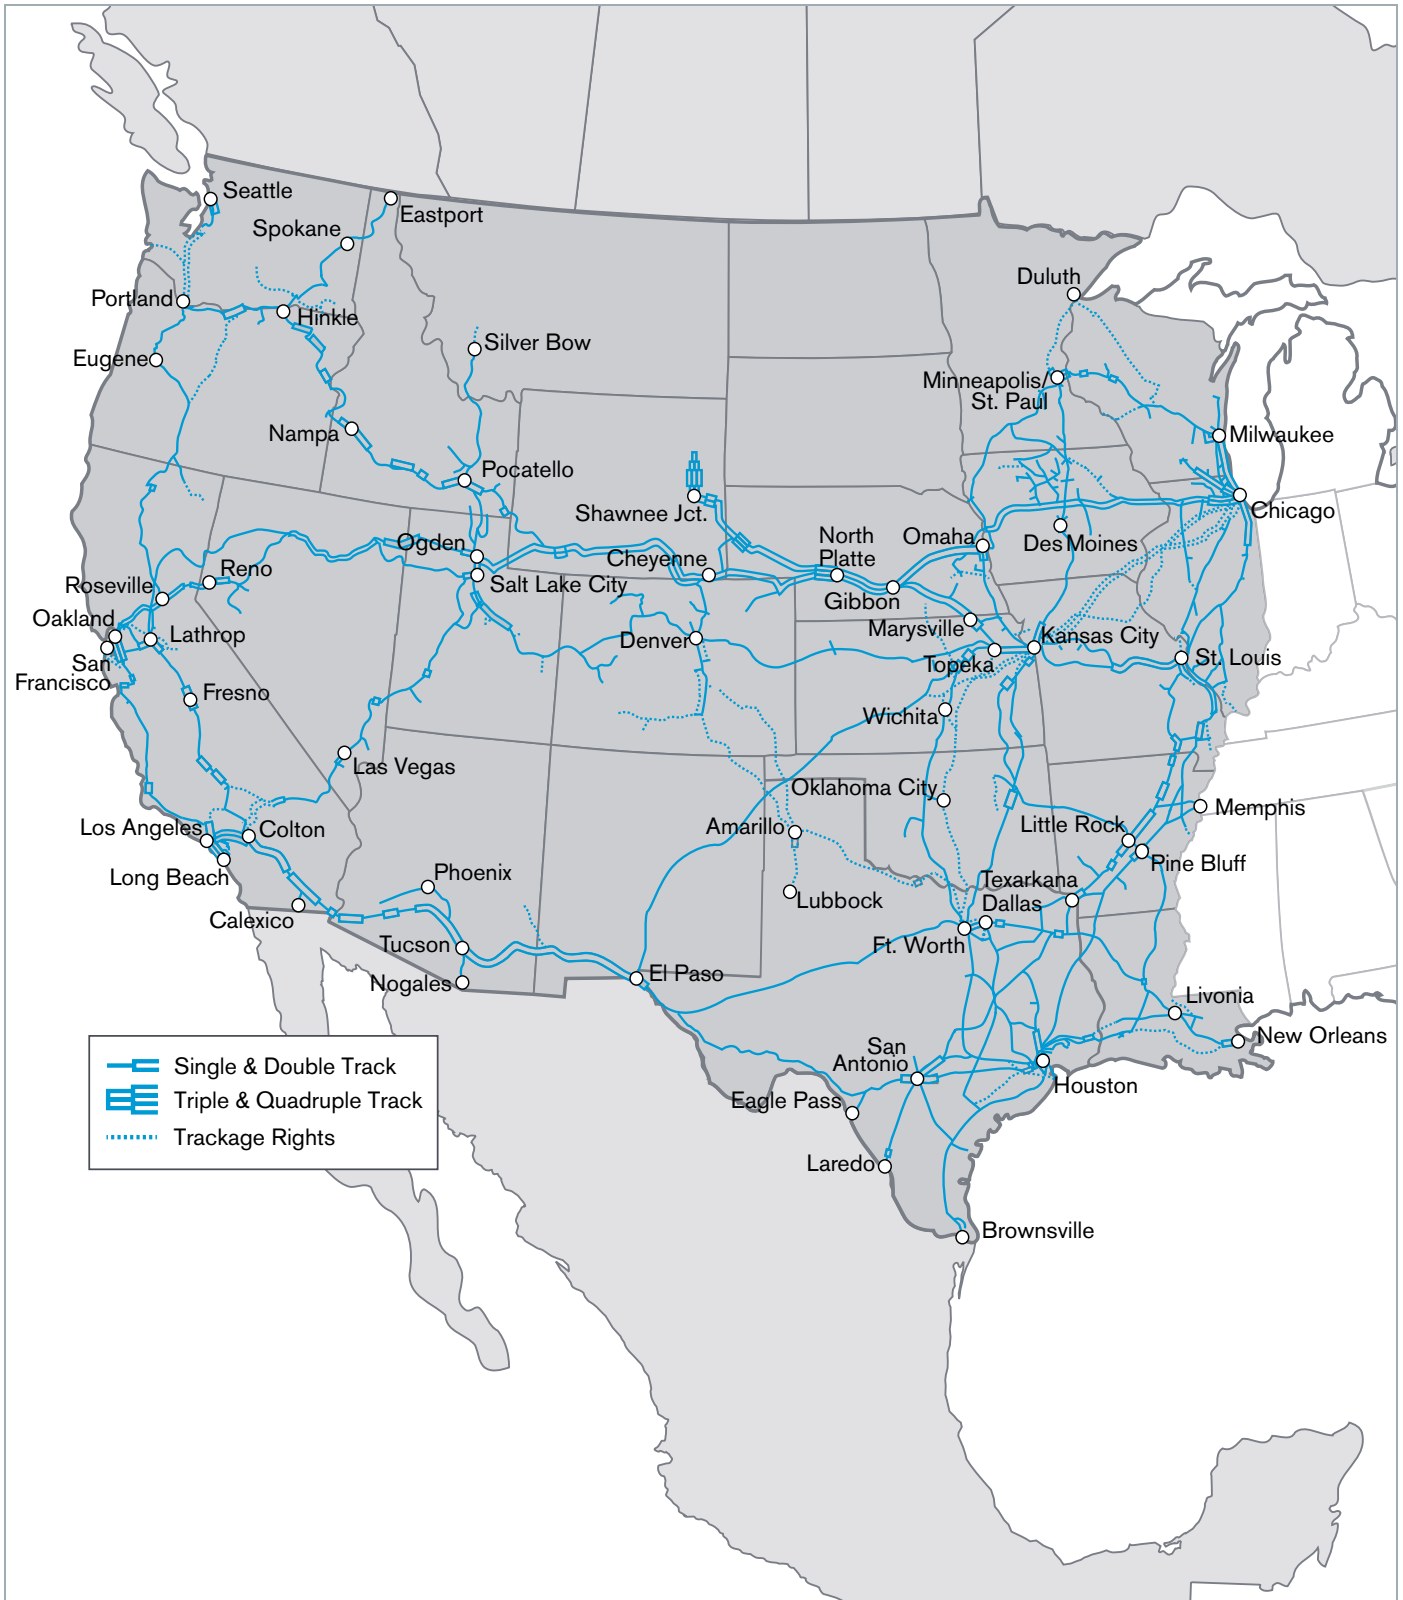 Seattle
Eastport
Spokane
Duluth
Portland
Hinkle
Silver Bow
Eugene
Minneapolis/
St. Paul
Nampa
Milwaukee
Pocatello
Shawnee Jct.
Chicago
North
Platte
Omaha
Des Moines
Ogden
Cheyenne
Reno
Salt Lake City
Roseville
Gibbon
Oakland
Lathrop
Marysville
Denver
Kansas City
San
Francisco
Topeka
St. Louis
Fresno
Wichita
Las Vegas
Oklahoma City
Memphis
Los Angeles
Colton
Amarillo
Little Rock
Pine Bluff
Long Beach
Phoenix
Texarkana
Lubbock
Dallas
Calexico
Tucson
Ft. Worth
El Paso
Nogales
Livonia
New Orleans
San
Antonio
Houston
Eagle Pass
Laredo
Brownsville
Single & Double Track
Triple & Quadruple Track
Trackage Rights